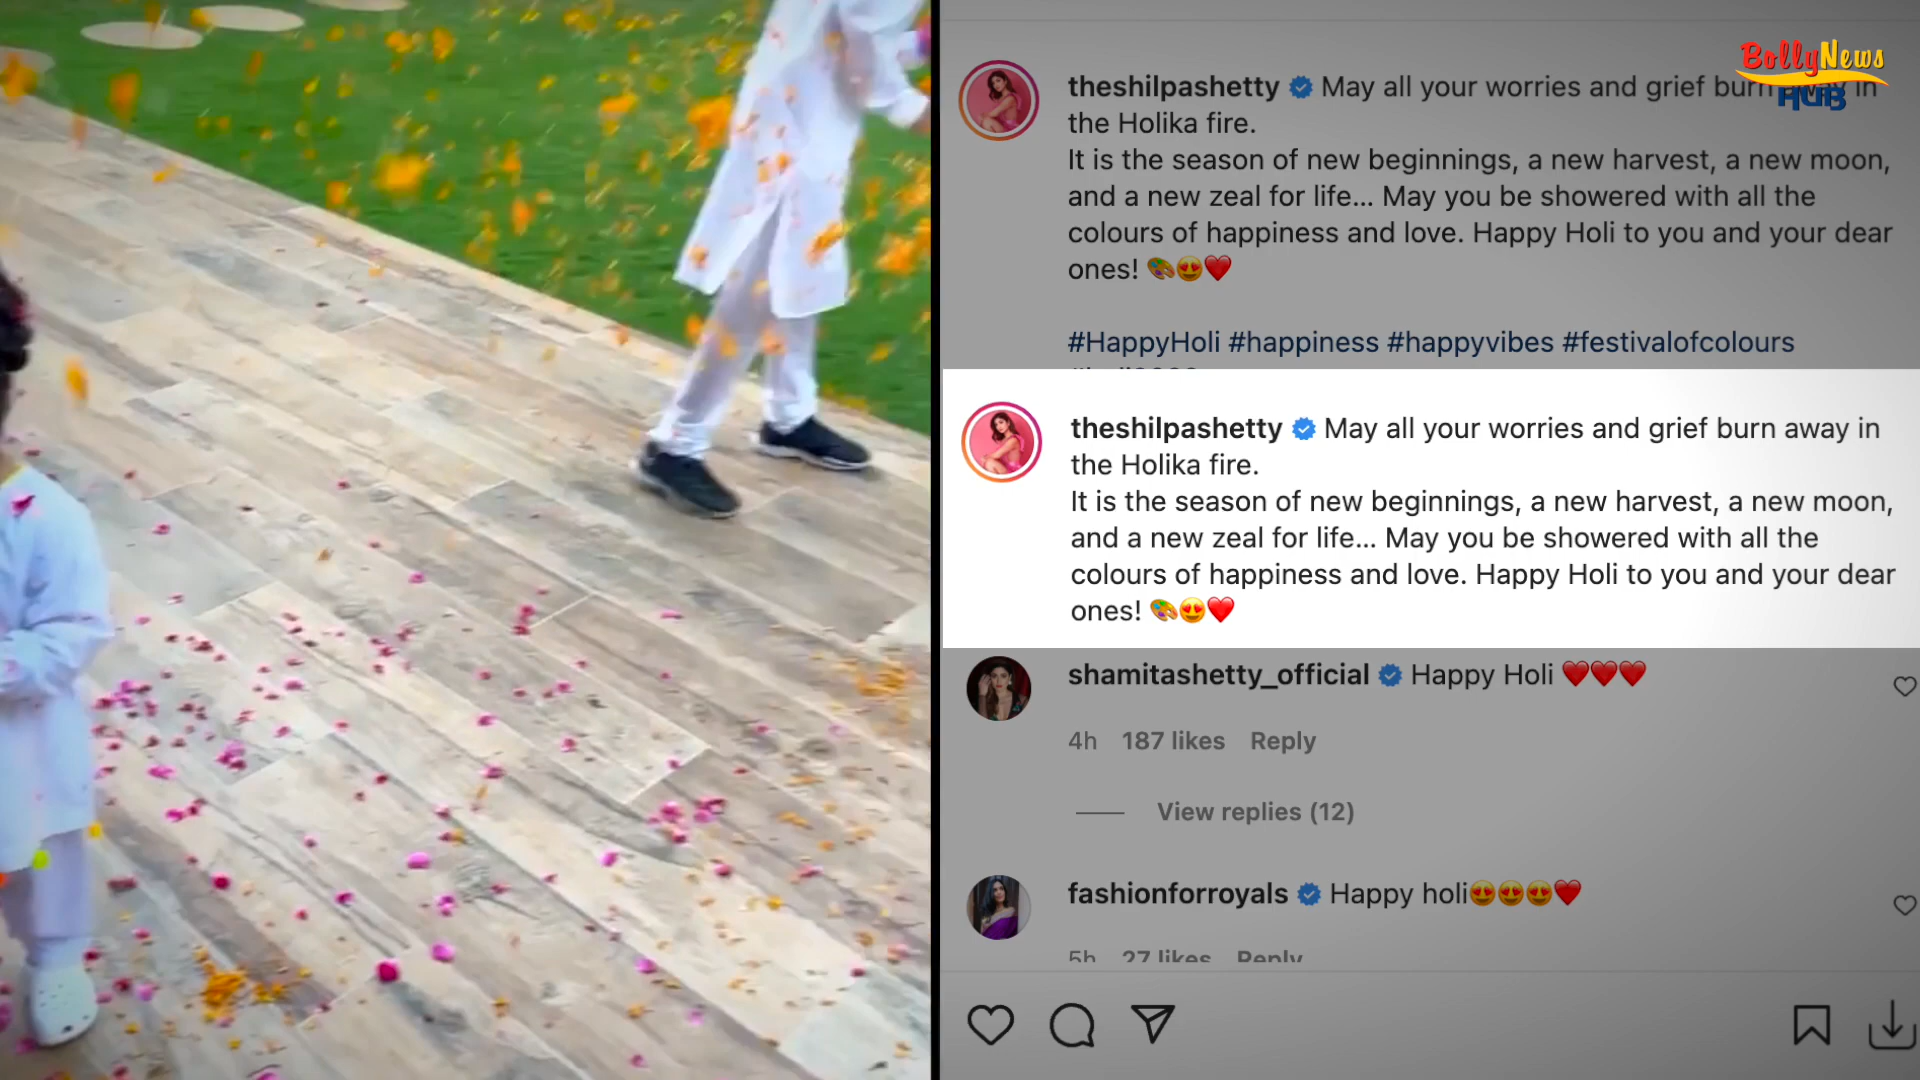 BollyNews
HUB
theshilpashetty May all your worries and grief burn away in
the Holika fire.
It is the season of new beginnings, a new harvest, a new moon,
and a new zeal for life... May you be showered with all the
colours of happiness and love. Happy Holi to you and your dear
ones! 🎨😍❤️
#HappyHoli #happiness #happyvibes #festivalofcolours
theshilpashetty May all your worries and grief burn away in
the Holika fire.
It is the season of new beginnings, a new harvest, a new moon,
and a new zeal for life... May you be showered with all the
colours of happiness and love. Happy Holi to you and your dear
ones! 🎨😍❤️
shamitashetty_official Happy Holi ❤️❤️❤️
4h 187 likes Reply
View replies (12)
fashionforroyals Happy holi😍😍😍❤️
5h 27 likes Reply